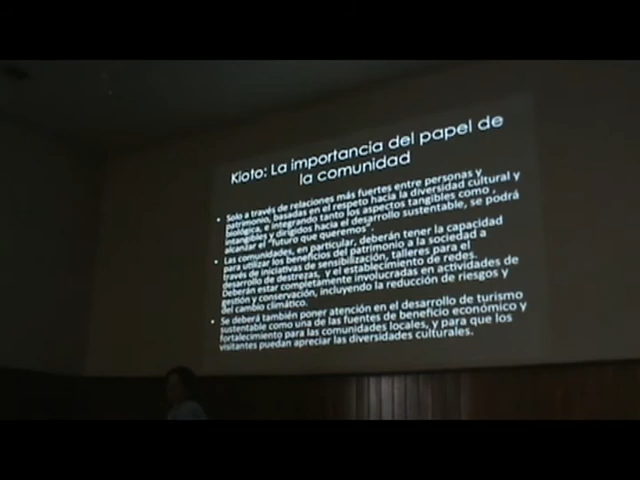 Kioto: La importancia del papel de
la comunidad
• Solo a través de relaciones más fuertes entre personas y
patrimonio, basadas en el respeto hacia la diversidad cultural y
biológica, e integrando tanto los aspectos tangibles como
intangibles y dirigidos hacia el desarrollo sustentable, se podrá
alcanzar el "futuro que queremos".
• Las comunidades, en particular, deberán tener la capacidad
para utilizar los beneficios del patrimonio a la sociedad a
través de iniciativas de sensibilización, talleres para el
desarrollo de destrezas, y el establecimiento de redes.
Deberán estar completamente involucradas en actividades de
gestión y conservación, incluyendo la reducción de riesgos y
del cambio climático.
• Se deberá también poner atención en el desarrollo de turismo
sustentable como una de las fuentes de beneficio económico y
fortalecimiento para las comunidades locales, y para que los
visitantes puedan apreciar las diversidades culturales.